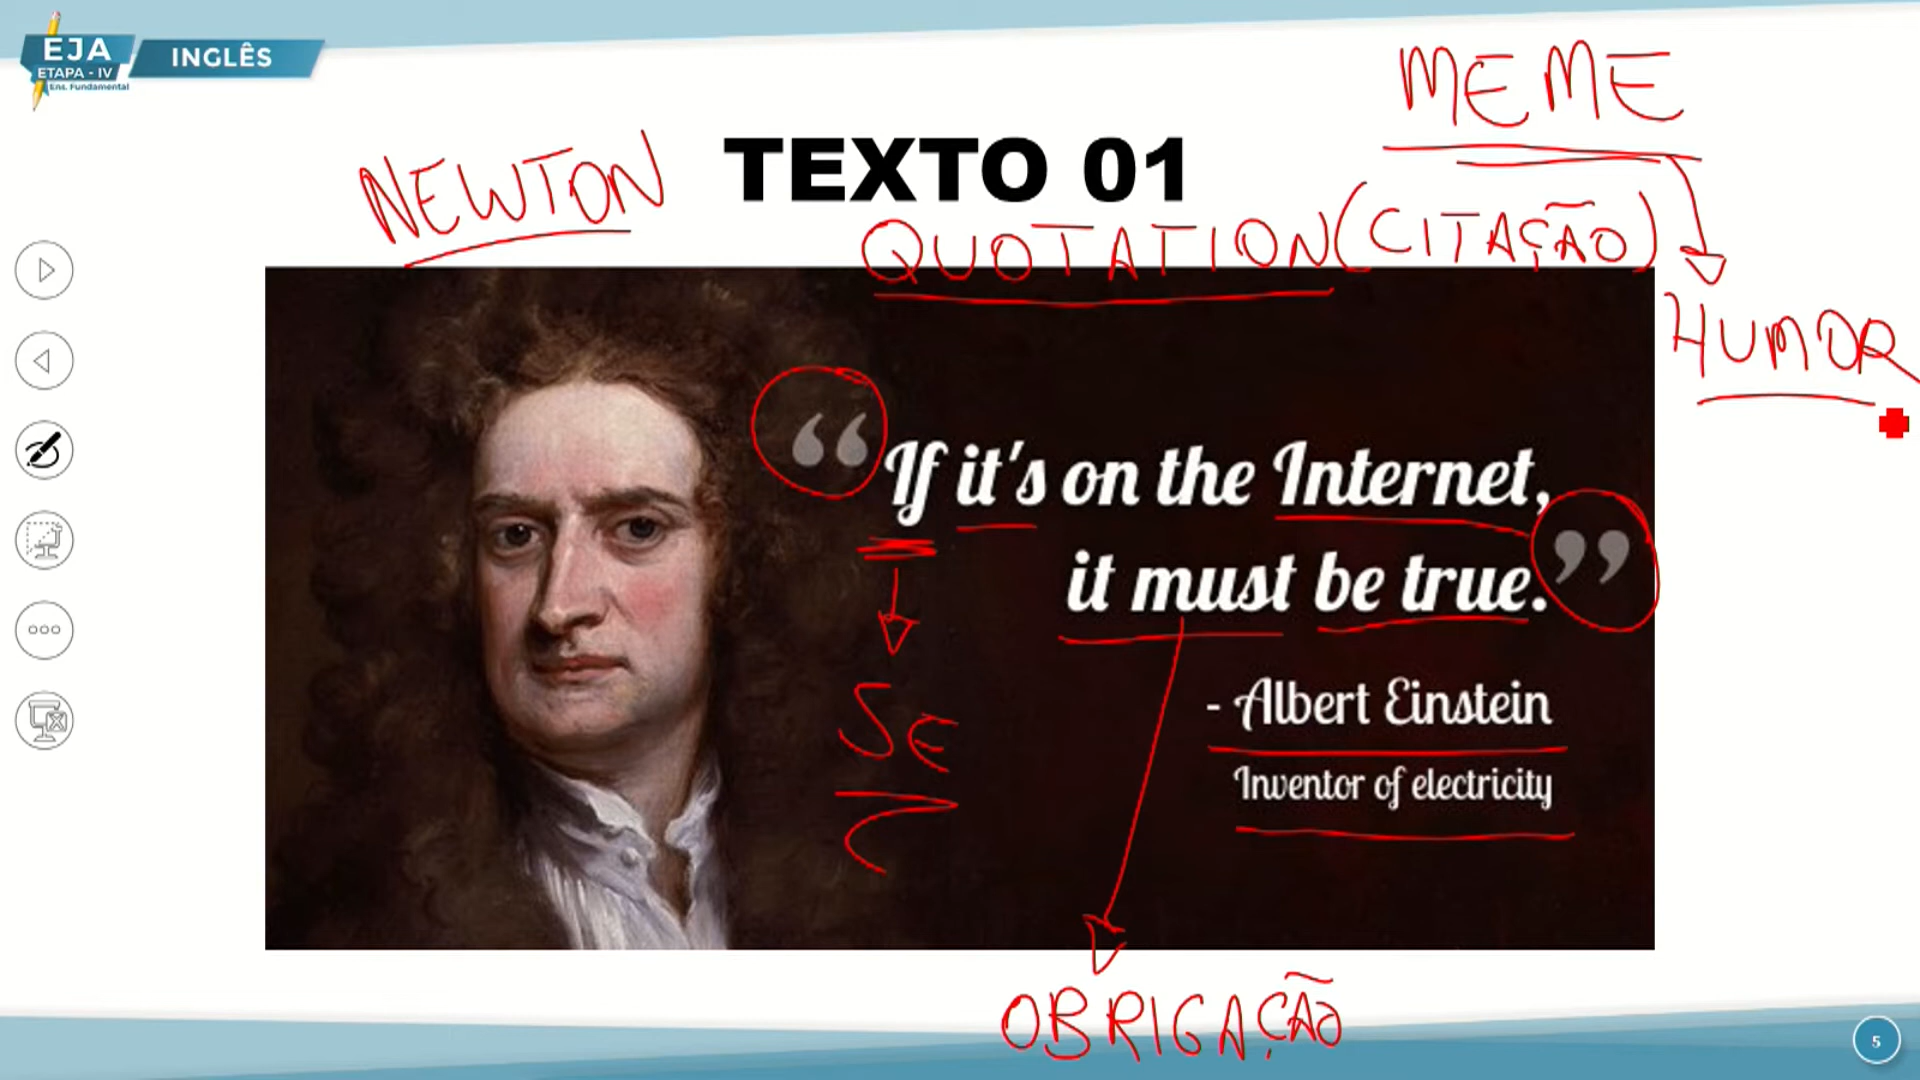 EJA
ETAPA - IV
Ens. Fundamental
INGLÊS
MEME
NEWTON
TEXTO 01
QUOTATION (CITAÇÃO)
HUMOR
“If it's on the Internet,
it must be true.”
SE
- Albert Einstein
Inventor of electricity
OBRIGAÇÃO
5